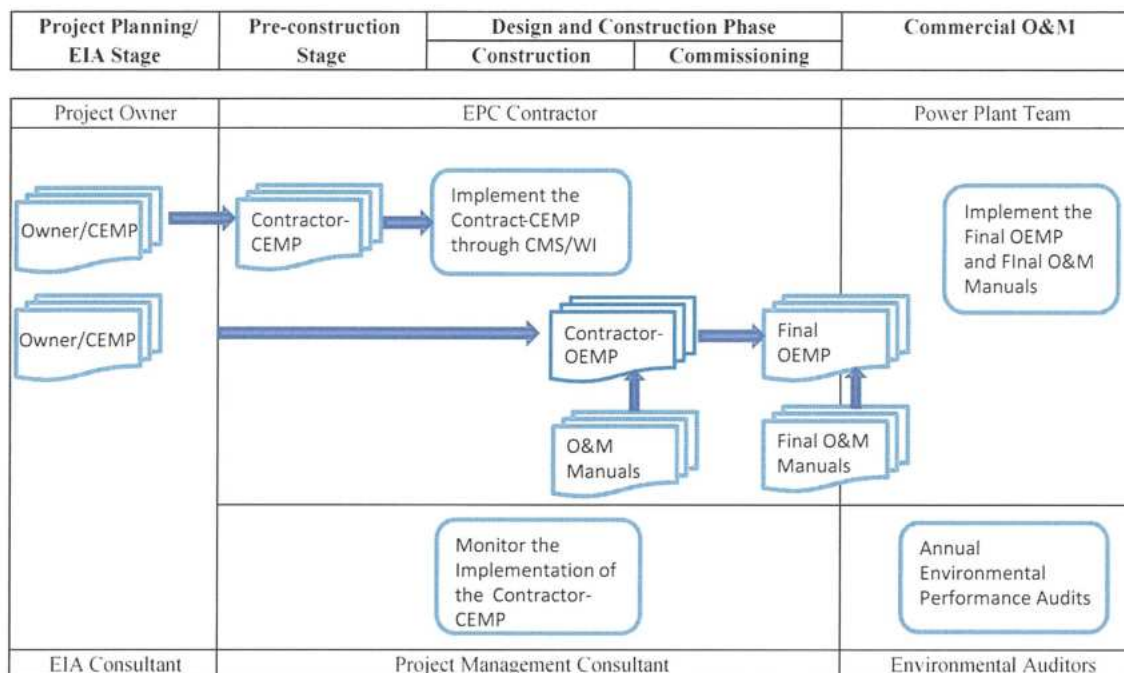 Project Planning/
EIA Stage
Pre-construction
Stage
Design and Construction Phase
Construction
Commissioning
Commercial O&M
Project Owner
EPC Contractor
Power Plant Team
Owner/CEMP
Contractor-
CEMP
Implement the
Contract-CEMP
through CMS/WI
Implement the
Final OEMP
and FInal O&M
Manuals
Owner/CEMP
Contractor-
OEMP
Final
OEMP
O&M
Manuals
Final O&M
Manuals
Monitor the
Implementation of
the Contractor-
CEMP
Annual
Environmental
Performance Audits
EIA Consultant
Project Management Consultant
Environmental Auditors